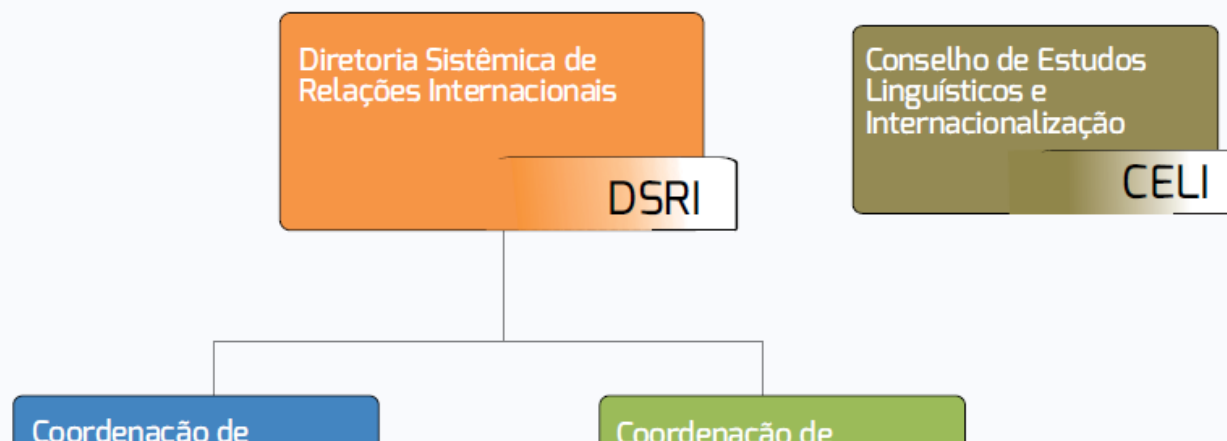 Diretoria Sistêmica de
Relações Internacionais
DSRI
Conselho de Estudos
Linguísticos e
Internacionalização
CELI
Coordenação de
Coordenação de